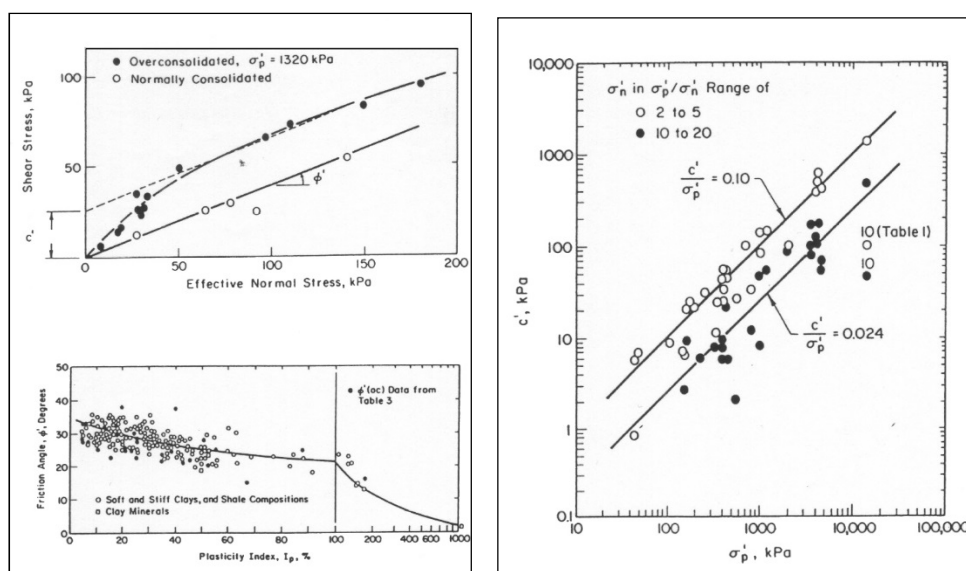 Overconsolidated, σ'p = 1320 kPa
Normally Consolidated
100
50
0
Shear Stress, kPa
φ'
0 50 100 150 200
Effective Normal Stress, kPa
50
40
30
20
10
0
Friction Angle, φ', Degrees
φ'(oc) Data from
Table 3
Soft and Stiff Clays, and Shale Compositions
Clay Minerals
0 20 40 60 80 100 200 400 600 1000
Plasticity Index, Ip, %
10,000
1000
100
10
1
0.1
c', kPa
σ'n in σ'p/σ'n Range of
2 to 5
10 to 20
c'/σ'p = 0.10
10 (Table 1)
10
c'/σ'p = 0.024
10 100 1000 10,000 100,000
σ'p, kPa